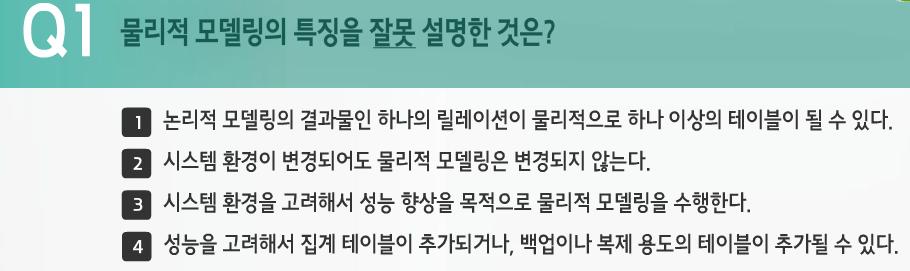 Q1 물리적 모델링의 특징을 잘못 설명한 것은?
1 논리적 모델링의 결과물인 하나의 릴레이션이 물리적으로 하나 이상의 테이블이 될 수 있다.
2 시스템 환경이 변경되어도 물리적 모델링은 변경되지 않는다.
3 시스템 환경을 고려해서 성능 향상을 목적으로 물리적 모델링을 수행한다.
4 성능을 고려해서 집계 테이블이 추가되거나, 백업이나 복제 용도의 테이블이 추가될 수 있다.